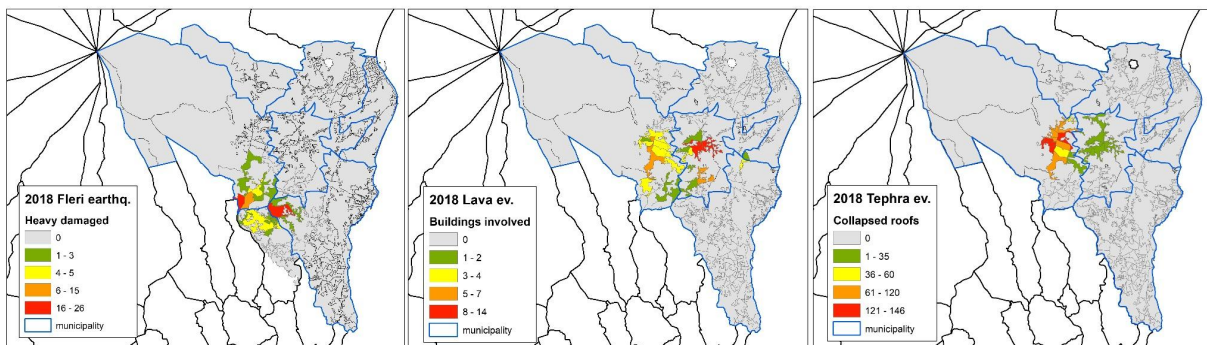 2018 Fleri earthq.
Heavy damaged
0
1 - 3
4 - 5
6 - 15
16 - 26
municipality
2018 Lava ev.
Buildings involved
0
1 - 2
3 - 4
5 - 7
8 - 14
municipality
2018 Tephra ev.
Collapsed roofs
0
1 - 35
36 - 60
61 - 120
121 - 146
municipality